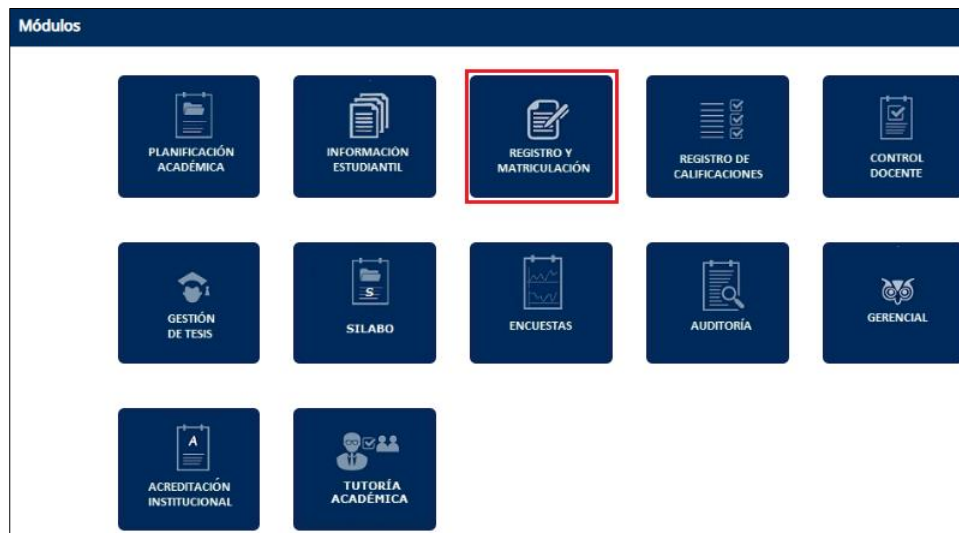 Módulos
PLANIFICACIÓN
ACADÉMICA
INFORMACIÓN
ESTUDIANTIL
REGISTRO Y
MATRICULACIÓN
REGISTRO DE
CALIFICACIONES
CONTROL
DOCENTE
GESTIÓN
DE TESIS
S
SILABO
ENCUESTAS
AUDITORÍA
GERENCIAL
A
ACREDITACIÓN
INSTITUCIONAL
TUTORÍA
ACADÉMICA